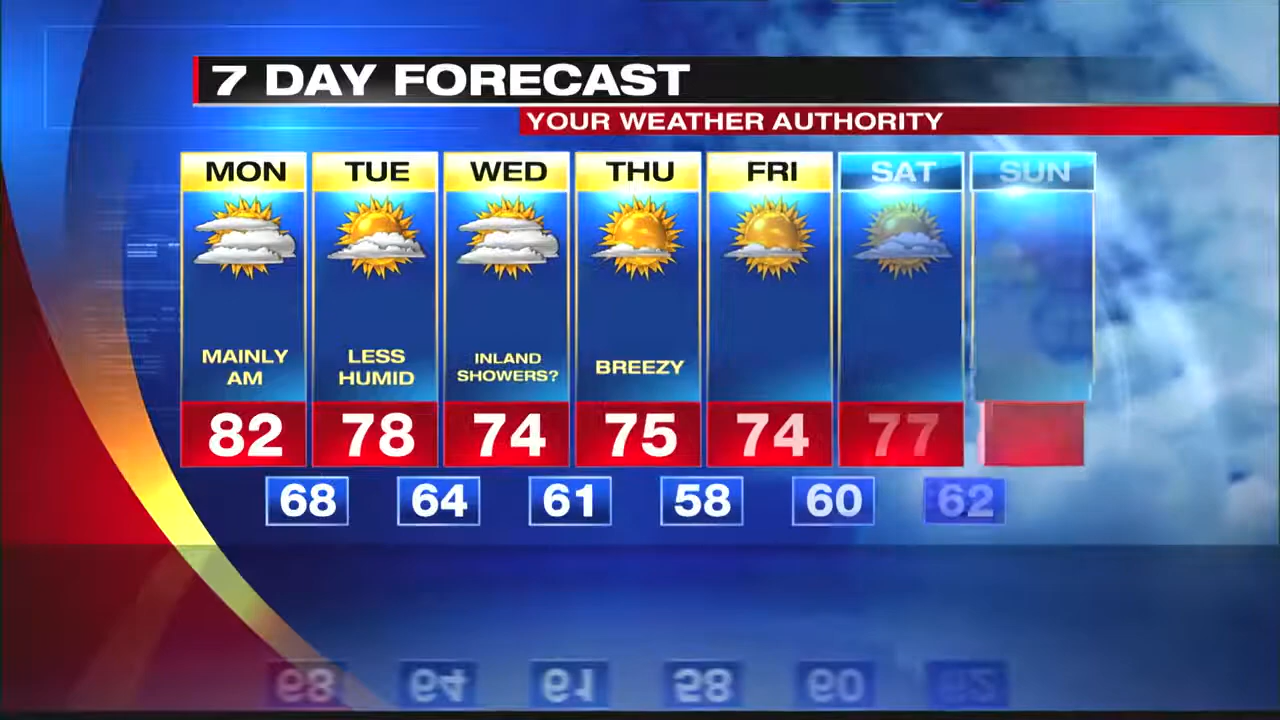 7 DAY FORECAST
YOUR WEATHER AUTHORITY
MON TUE WED THU FRI SAT SUN
MAINLY AM
LESS HUMID
INLAND SHOWERS?
BREEZY
82 78 74 75 74 77
68 64 61 58 60 62